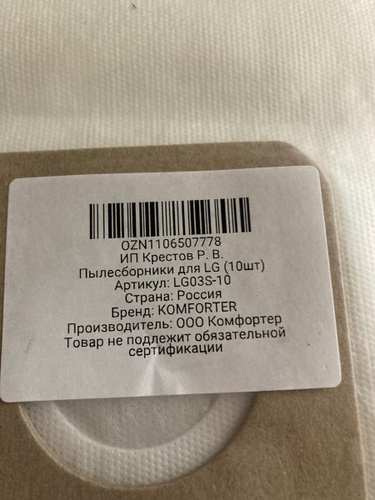 OZN1106507778
ИП Крестов Р. В.
Пылесборники для LG (10шт)
Артикул: LG03S-10
Страна: Россия
Бренд: KOMFORTER
Производитель: ООО Комфортер
Товар не подлежит обязательной
сертификации